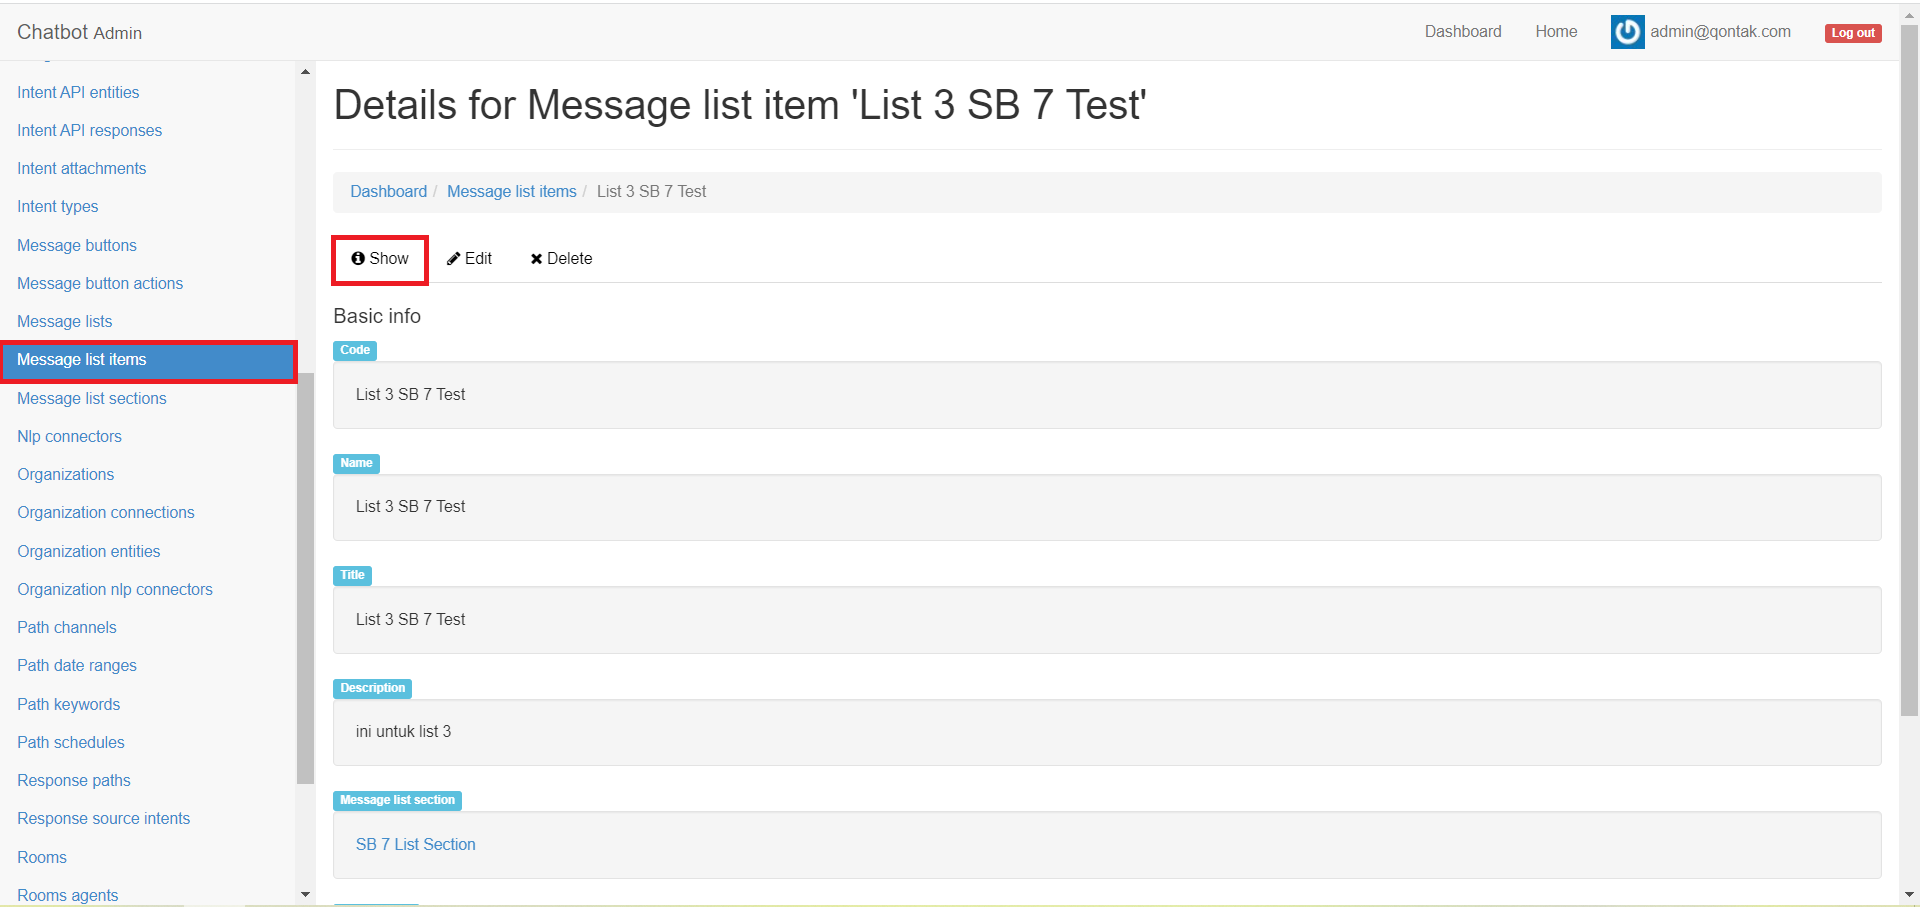 Chatbot Admin
Dashboard
Home
admin@qontak.com
Log out
Intent API entities
Intent API responses
Intent attachments
Intent types
Message buttons
Message button actions
Message lists
Message list items
Message list sections
Nlp connectors
Organizations
Organization connections
Organization entities
Organization nlp connectors
Path channels
Path date ranges
Path keywords
Path schedules
Response paths
Response source intents
Rooms
Rooms agents
Details for Message list item 'List 3 SB 7 Test'
Dashboard / Message list items / List 3 SB 7 Test
Show
Edit
Delete
Basic info
Code
List 3 SB 7 Test
Name
List 3 SB 7 Test
Title
List 3 SB 7 Test
Description
ini untuk list 3
Message list section
SB 7 List Section